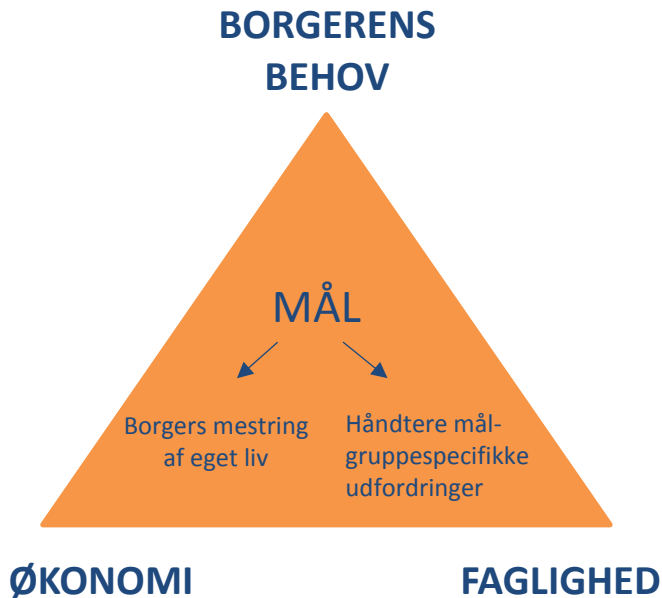 BORGERENS
BEHOV
MÅL
Borgers mestring
af eget liv
Håndtere mål-
gruppespecifikke
udfordringer
ØKONOMI
FAGLIGHED